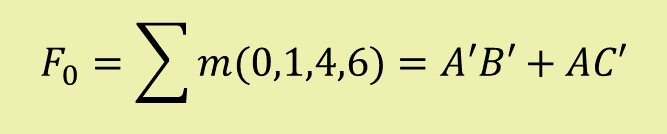 F₀ = ∑ m(0,1,4,6) = A′B′ + AC′